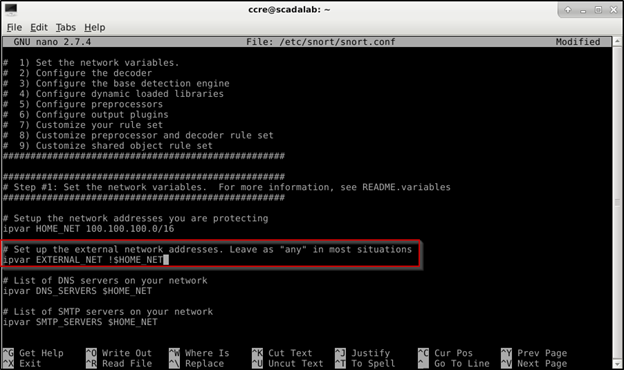 ccre@scadalab: ~
File Edit Tabs Help
GNU nano 2.7.4 File: /etc/snort/snort.conf Modified
#  1) Set the network variables.
#  2) Configure the decoder
#  3) Configure the base detection engine
#  4) Configure dynamic loaded libraries
#  5) Configure preprocessors
#  6) Configure output plugins
#  7) Customize your rule set
#  8) Customize preprocessor and decoder rule set
#  9) Customize shared object rule set
###################################################
###################################################
# Step #1: Set the network variables.  For more information, see README.variables
###################################################
# Setup the network addresses you are protecting
ipvar HOME_NET 100.100.100.0/16
# Set up the external network addresses. Leave as "any" in most situations
ipvar EXTERNAL_NET !$HOME_NET
# List of DNS servers on your network
ipvar DNS_SERVERS $HOME_NET
# List of SMTP servers on your network
ipvar SMTP_SERVERS $HOME_NET
^G Get Help ^O Write Out ^W Where Is ^K Cut Text ^J Justify ^C Cur Pos ^Y Prev Page
^X Exit ^R Read File ^\ Replace ^U Uncut Text ^T To Spell ^_ Go To Line ^V Next Page